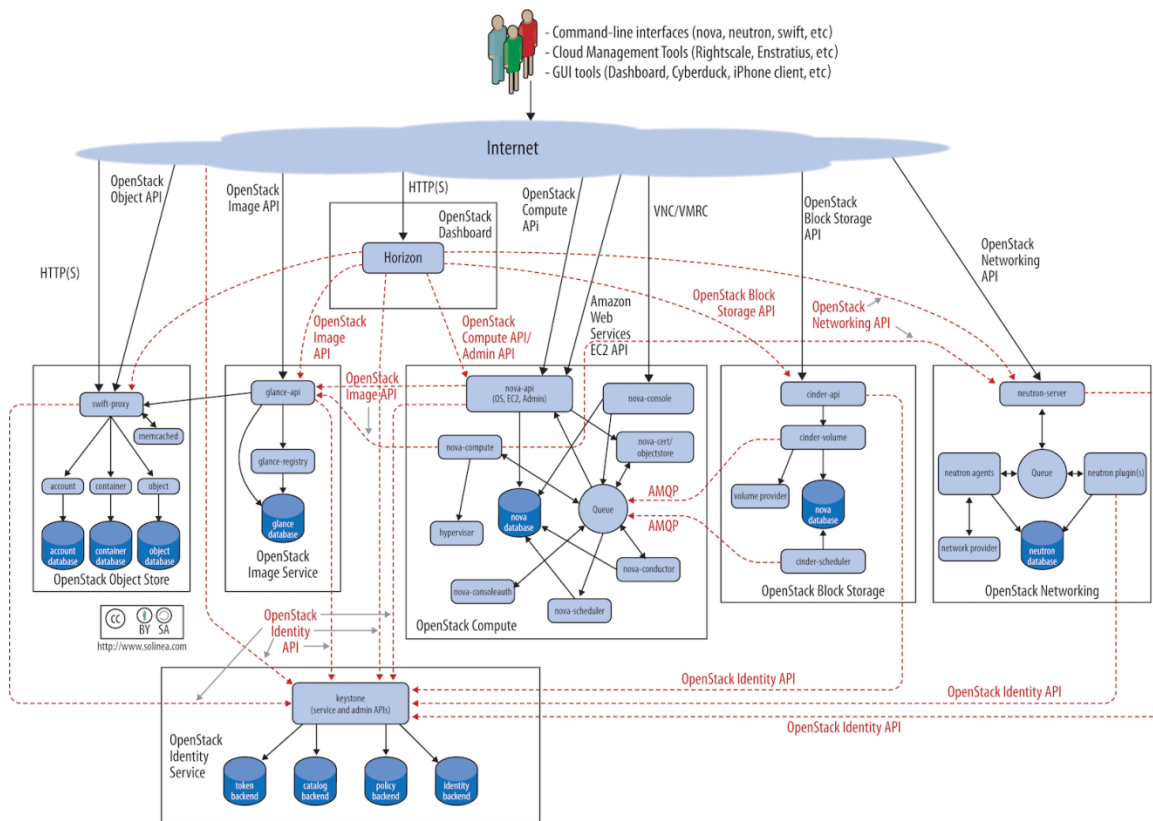 - Command-line interfaces (nova, neutron, swift, etc)
- Cloud Management Tools (Rightscale, Enstratius, etc)
- GUI tools (Dashboard, Cyberduck, iPhone client, etc)
Internet
OpenStack
Object API
OpenStack
Image API
HTTP(S)
OpenStack
Compute
APi
VNC/VMRC
OpenStack
Block Storage
API
OpenStack
Networking
API
HTTP(S)
OpenStack
Dashboard
Horizon
OpenStack
Image
API
OpenStack
Compute API/
Admin API
Amazon
Web
Services
EC2 API
OpenStack Block
Storage API
OpenStack
Networking API
OpenStack
Image API
swift-proxy
memcached
account
container
object
account
database
container
database
object
database
OpenStack Object Store
glance-api
glance-registry
glance
database
OpenStack
Image Service
nova-api
(OS, EC2, Admin)
nova-console
nova-compute
nova-cert/
objectstore
nova
database
Queue
hypervisor
nova-conductor
nova-consoleauth
nova-scheduler
OpenStack Compute
AMQP
AMQP
cinder-api
cinder-volume
volume provider
nova
database
cinder-scheduler
OpenStack Block Storage
neutron-server
neutron agents
Queue
neutron plugin(s)
network provider
neutron
database
OpenStack Networking
cc
BY
SA
http://www.solinea.com
OpenStack
Identity
API
OpenStack Identity API
OpenStack Identity API
OpenStack Identity API
keystone
(service and admin APIs)
OpenStack
Identity
Service
token
backend
catalog
backend
policy
backend
identity
backend